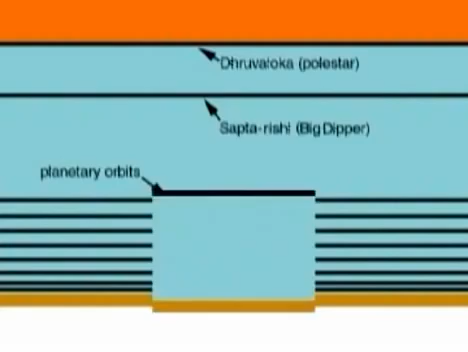 Dhruvaloka (polestar)
Sapta-rishi (Big Dipper)
planetary orbits